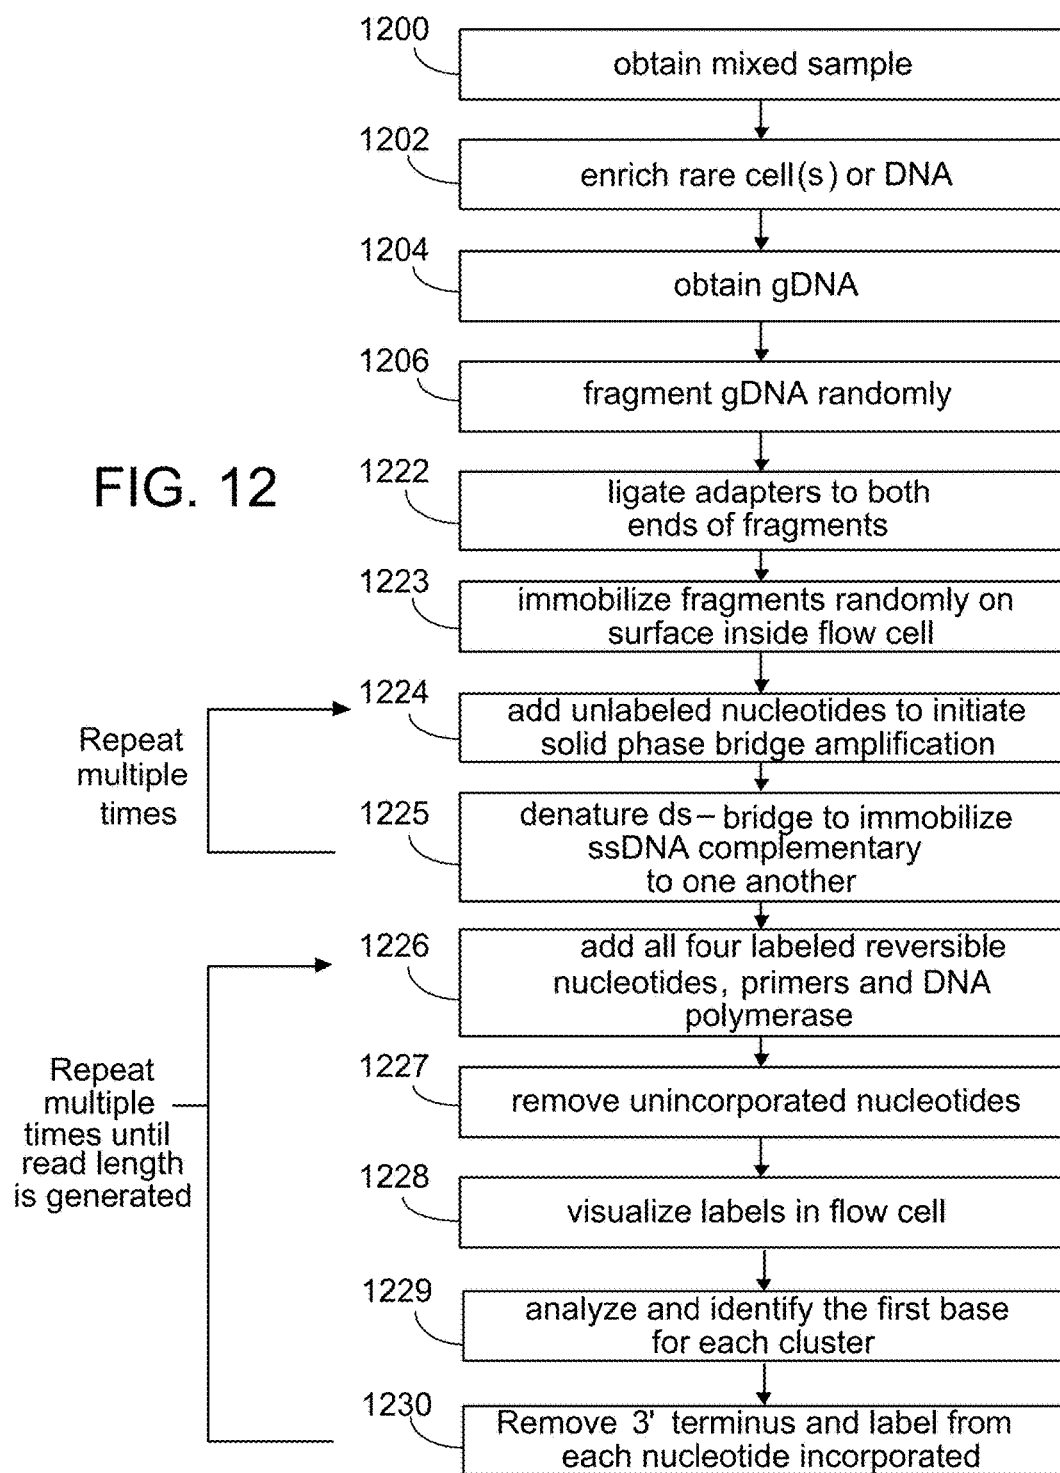 1200
obtain mixed sample
1202
enrich rare cell(s) or DNA
1204
obtain gDNA
1206
fragment gDNA randomly
FIG. 12
1222
ligate adapters to both
ends of fragments
1223
immobilize fragments randomly on
surface inside flow cell
Repeat
multiple
times
1224
add unlabeled nucleotides to initiate
solid phase bridge amplification
1225
denature ds– bridge to immobilize
ssDNA complementary
to one another
Repeat
multiple
times until
read length
is generated
1226
add all four labeled reversible
nucleotides, primers and DNA
polymerase
1227
remove unincorporated nucleotides
1228
visualize labels in flow cell
1229
analyze and identify the first base
for each cluster
1230
Remove 3' terminus and label from
each nucleotide incorporated